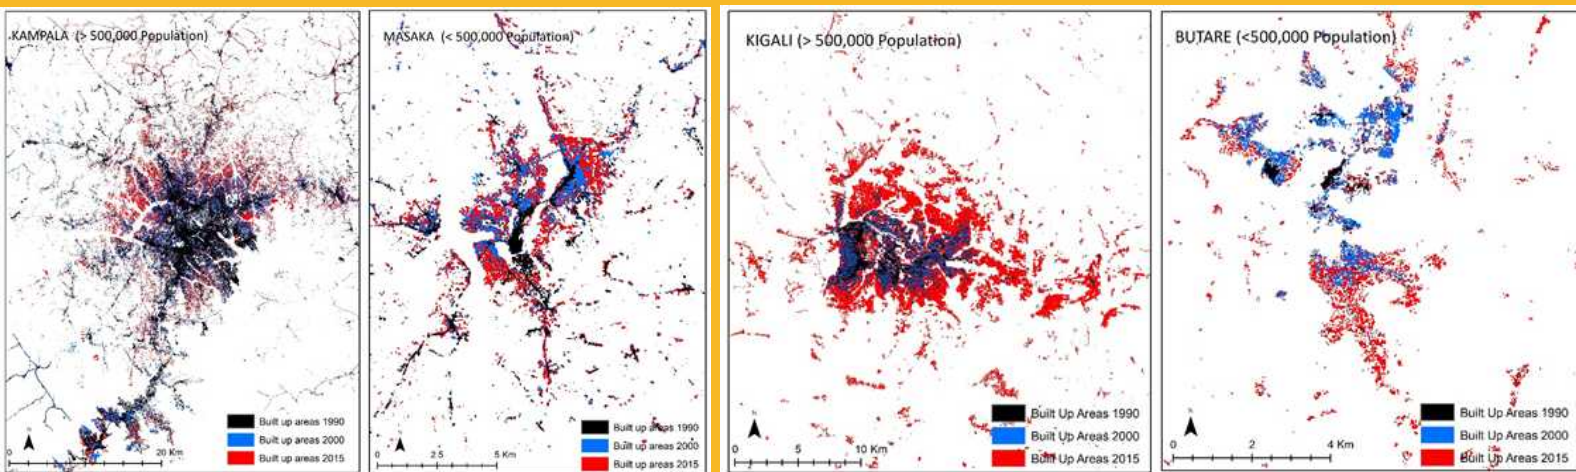 KAMPALA (> 500,000 Population)
Built up areas 1990
Built up areas 2000
Built up areas 2015
N
0 20 Km
MASAKA (< 500,000 Population)
Built up areas 1990
Built up areas 2000
Built up areas 2015
N
0 2.5 5 Km
KIGALI (> 500,000 Population)
Built Up Areas 1990
Built Up Areas 2000
Built Up Areas 2015
N
0 5 10 Km
BUTARE (<500,000 Population)
Built Up Areas 1990
Built Up Areas 2000
Built Up Areas 2015
N
0 2 4 Km